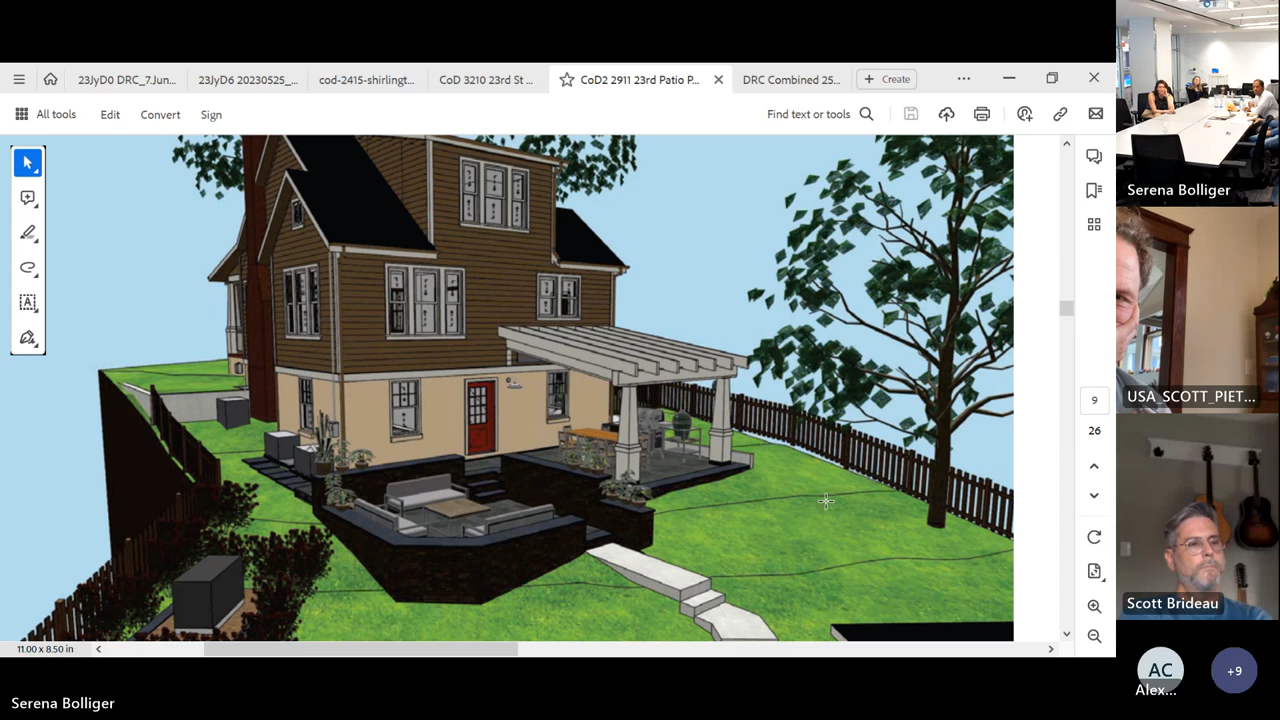 23JyD0 DRC_7.Jun...
23JyD6 20230525_...
cod-2415-shirlingt...
CoD 3210 23rd St ...
CoD2 2911 23rd Patio P...
DRC Combined 25...
Create
All tools
Edit
Convert
Sign
Find text or tools
9
26
11.00 x 8.50 in
Serena Bolliger
USA_SCOTT_PIET...
Scott Brideau
AC
Alex...
+9
Serena Bolliger